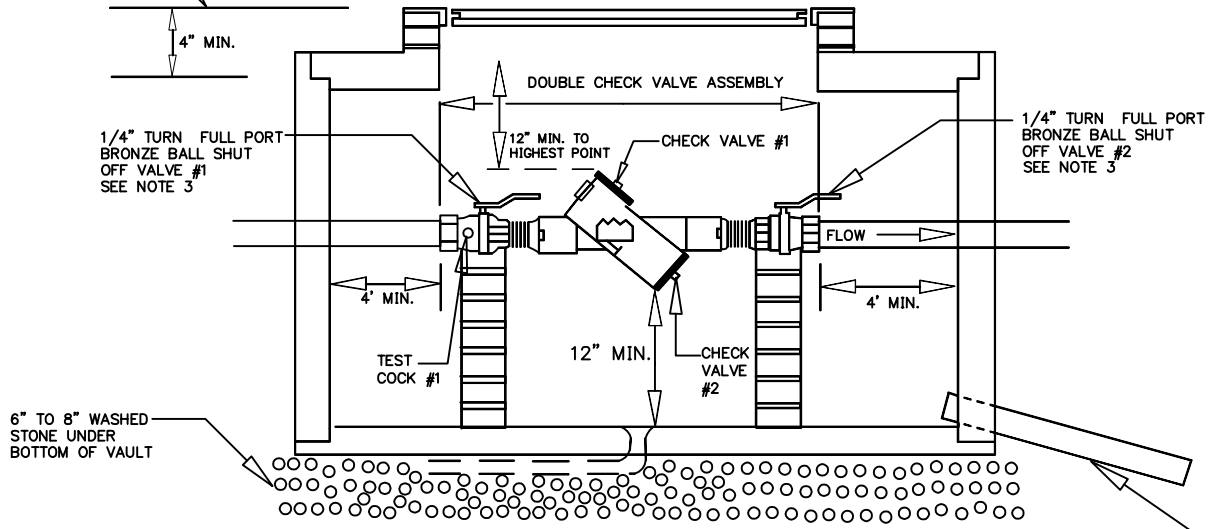 4" MIN.
DOUBLE CHECK VALVE ASSEMBLY
1/4" TURN FULL PORT
BRONZE BALL SHUT
OFF VALVE #1
SEE NOTE 3
12" MIN. TO
HIGHEST POINT
CHECK VALVE #1
1/4" TURN FULL PORT
BRONZE BALL SHUT
OFF VALVE #2
SEE NOTE 3
FLOW
4' MIN.
4' MIN.
12" MIN.
TEST
COCK #1
CHECK
VALVE
#2
6" TO 8" WASHED
STONE UNDER
BOTTOM OF VAULT